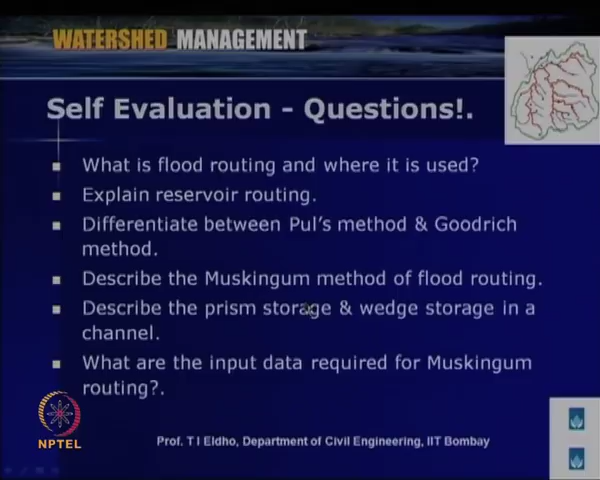 WATERSHED MANAGEMENT
Self Evaluation - Questions!.
What is flood routing and where it is used?
Explain reservoir routing.
Differentiate between Pul's method & Goodrich
method.
Describe the Muskingum method of flood routing.
Describe the prism storage & wedge storage in a
channel.
What are the input data required for Muskingum
routing?.
NPTEL
Prof. T I Eldho, Department of Civil Engineering, IIT Bombay